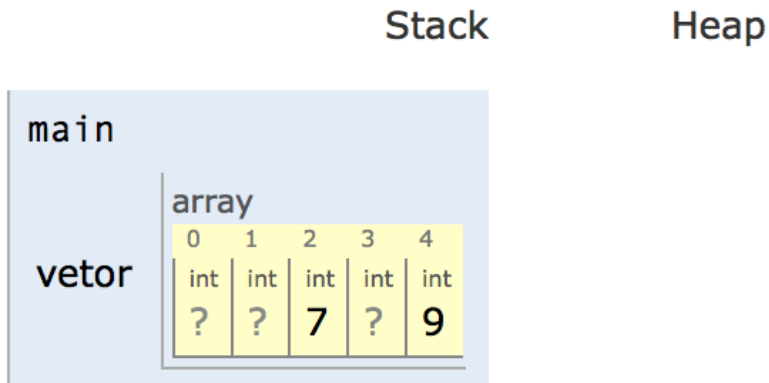 Stack Heap
main
array
0 1 2 3 4
int int int int int
vetor
? ? 7 ? 9